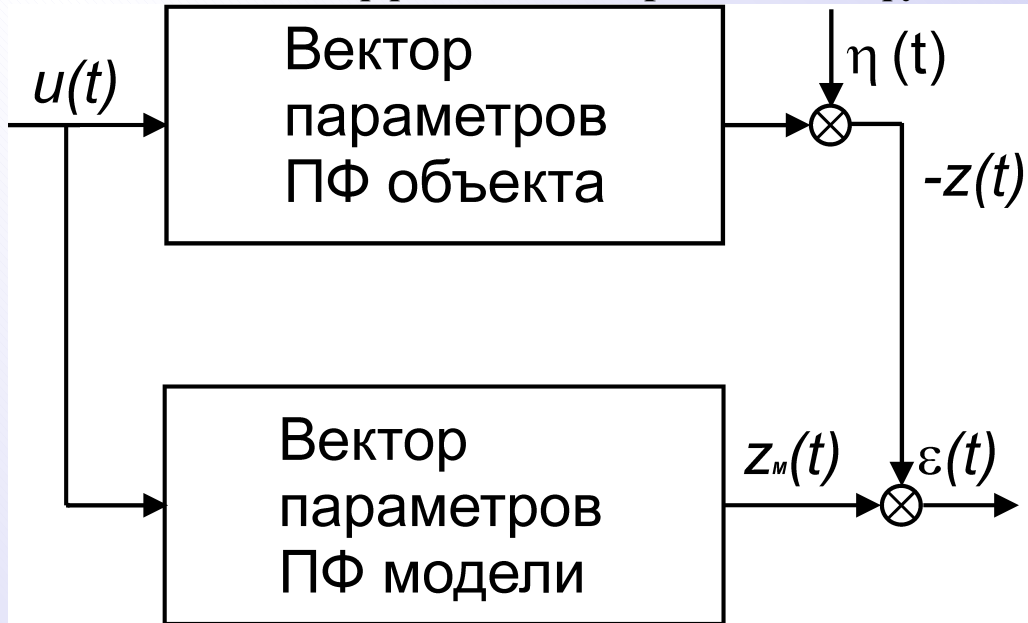 u(t)
Вектор
параметров
ПФ объекта
η (t)
-z(t)
Вектор
параметров
ПФ модели
zм(t)
ε(t)